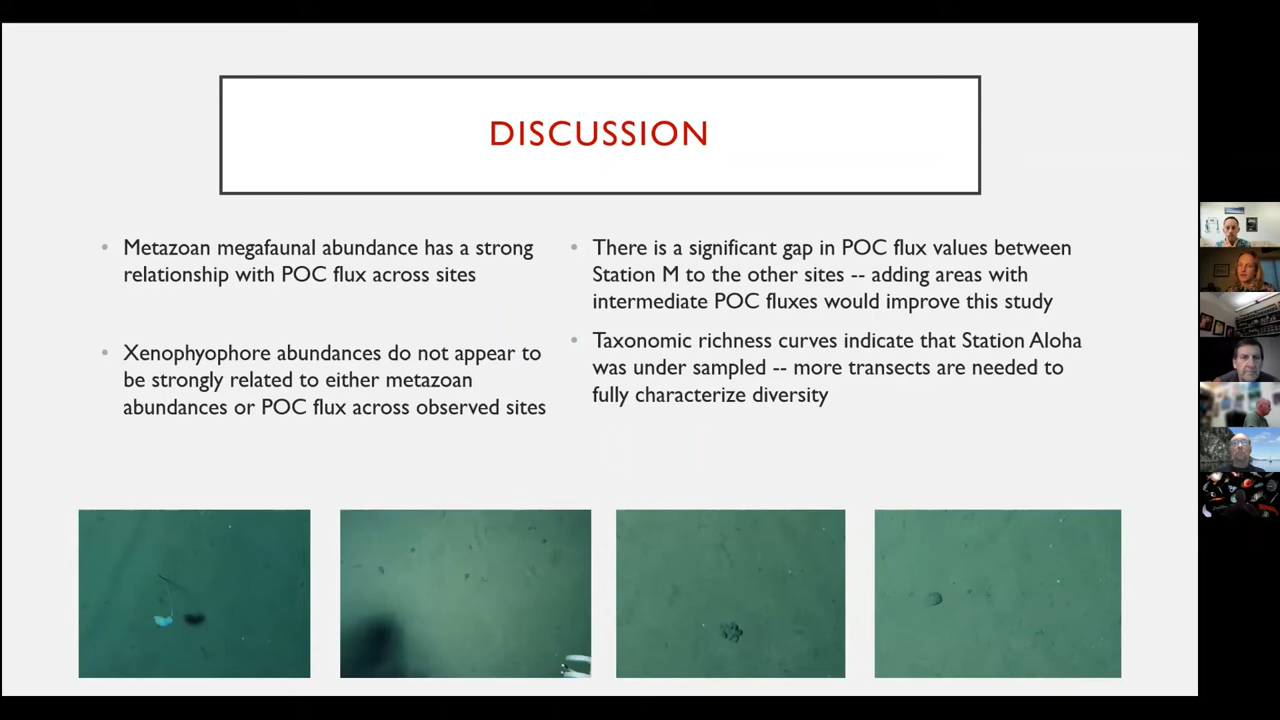 DISCUSSION
Metazoan megafaunal abundance has a strong
relationship with POC flux across sites
Xenophyophore abundances do not appear to
be strongly related to either metazoan
abundances or POC flux across observed sites
There is a significant gap in POC flux values between
Station M to the other sites -- adding areas with
intermediate POC fluxes would improve this study
Taxonomic richness curves indicate that Station Aloha
was under sampled -- more transects are needed to
fully characterize diversity